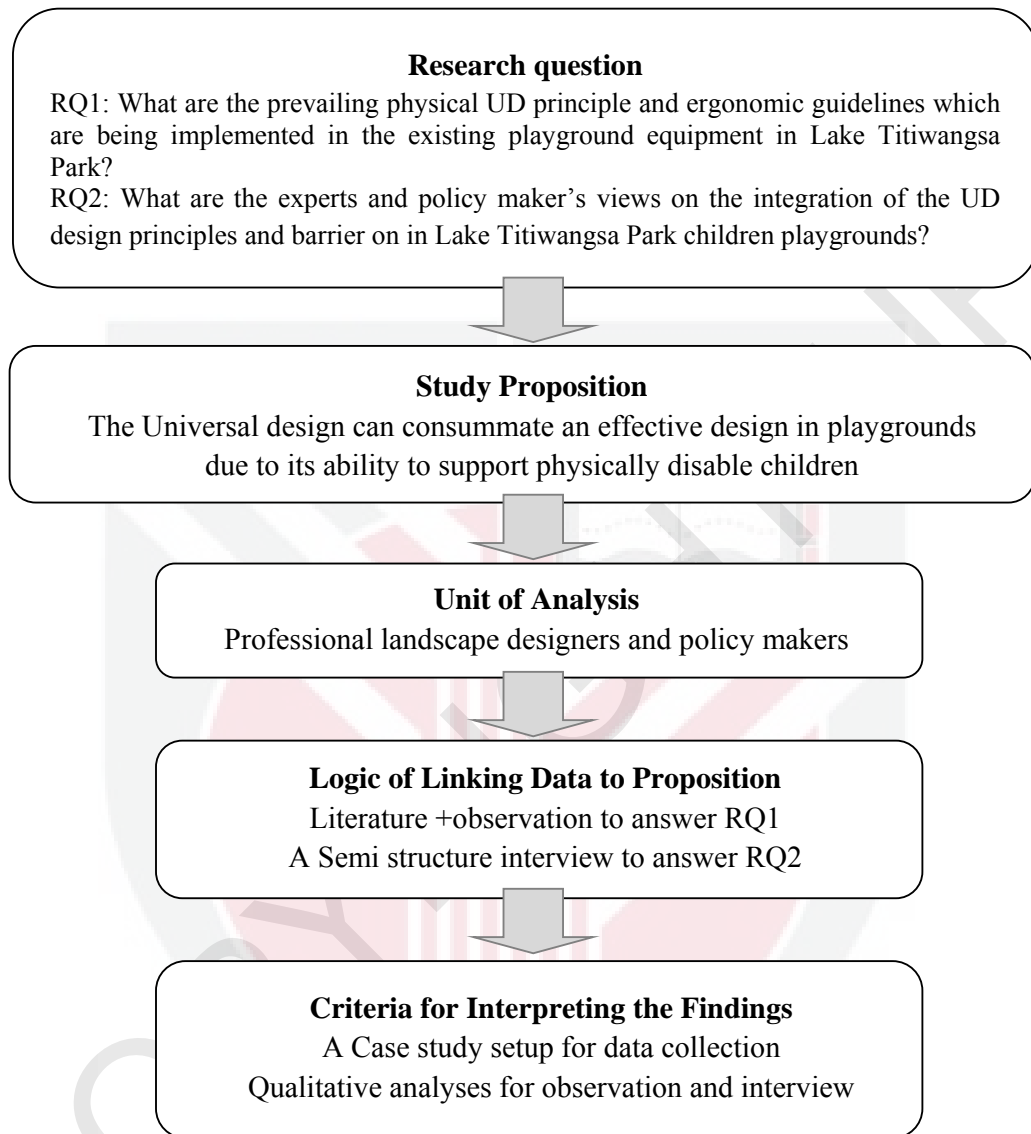 Research question
RQ1: What are the prevailing physical UD principle and ergonomic guidelines which
are being implemented in the existing playground equipment in Lake Titiwangsa
Park?
RQ2: What are the experts and policy maker's views on the integration of the UD
design principles and barrier on in Lake Titiwangsa Park children playgrounds?
Study Proposition
The Universal design can consummate an effective design in playgrounds
due to its ability to support physically disable children
Unit of Analysis
Professional landscape designers and policy makers
Logic of Linking Data to Proposition
Literature +observation to answer RQ1
A Semi structure interview to answer RQ2
Criteria for Interpreting the Findings
A Case study setup for data collection
Qualitative analyses for observation and interview